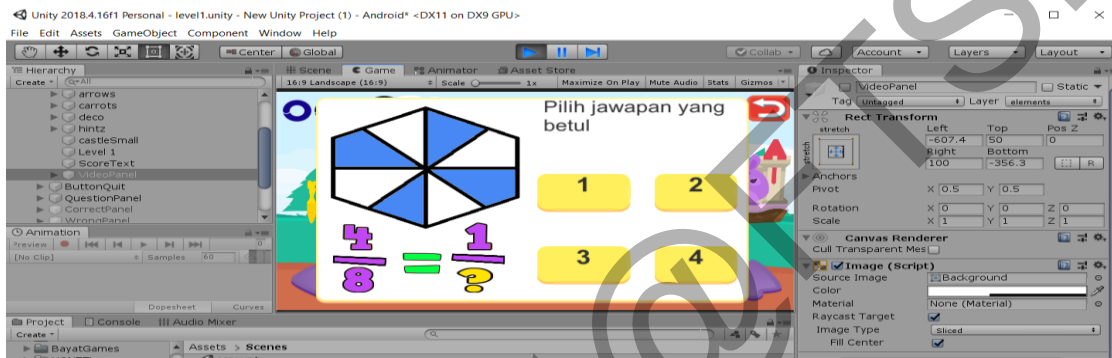 Unity 2018.4.16f1 Personal - level1.unity - New Unity Project (1) - Android* <DX11 on DX9 GPU>
File Edit Assets GameObject Component Window Help
Center Global Collab Account Layers Layout
Hierarchy
Create All
arrows
carrots
deco
hintz
castleSmall
Level 1
ScoreText
VideoPanel
ButtonQuit
QuestionPanel
CorrectPanel
WrongPanel
Animation
Preview 0
[No Clip] Samples 60
Dopesheet Curves
Scene Game Animator Asset Store
16:9 Landscape (16:9) Scale 1x Maximize On Play Mute Audio Stats Gizmos
Pilih jawapan yang
betul
1 2
3 4
4/8 = 1/?
Project Console Audio Mixer
Create
BayatGames Assets > Scenes
Inspector
VideoPanel Static
Tag Untagged Layer elements
Rect Transform
stretch Left Top Pos Z
stretch -607.4 50 0
Right Bottom
100 -356.3 R
Anchors
Pivot X 0.5 Y 0.5
Rotation X 0 Y 0 Z 0
Scale X 1 Y 1 Z 1
Canvas Renderer
Cull Transparent Mes
Image (Script)
Source Image Background
Color
Material None (Material)
Raycast Target
Image Type Sliced
Fill Center